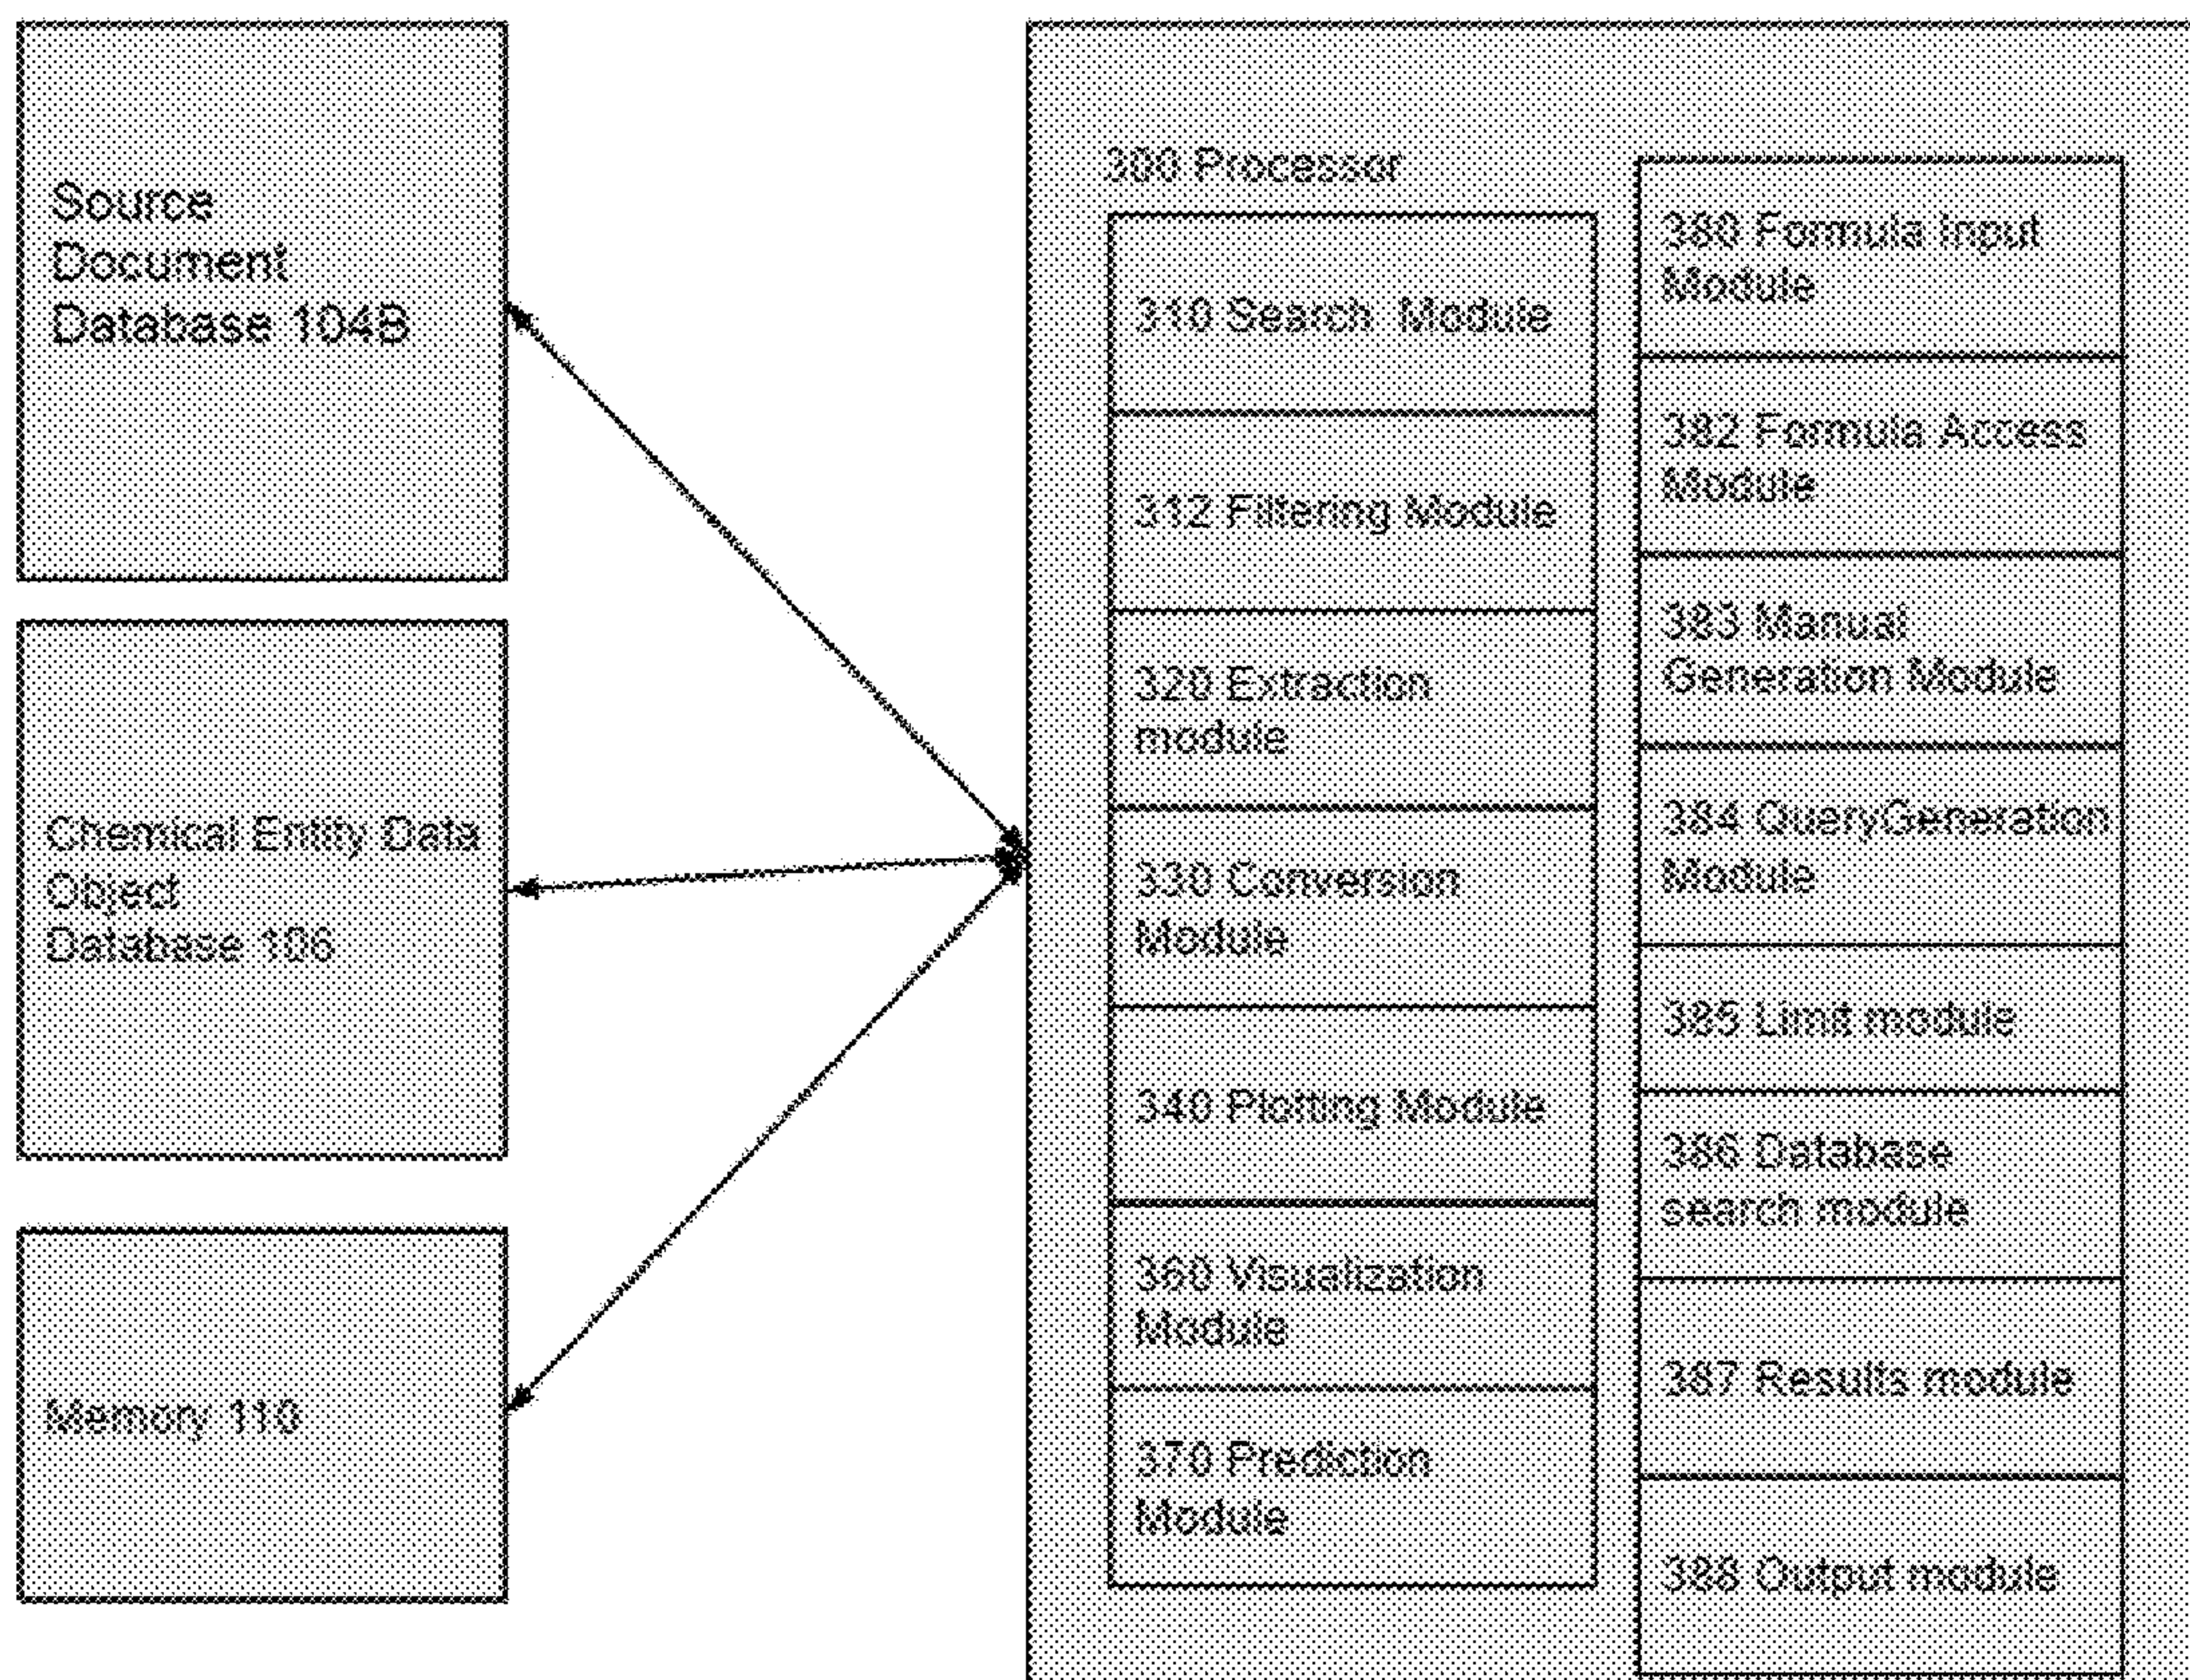 Source
Document
Database 104B
Chemical Entity Data
Object
Database 106
Memory 110
300 Processor
310 Search Module
312 Filtering Module
320 Extraction
module
330 Conversion
Module
340 Plotting Module
360 Visualization
Module
370 Prediction
Module
380 Formula Input
Module
382 Formula Access
Module
383 Manual
Generation Module
384 QueryGeneration
Module
385 Limit module
386 Database
search module
387 Results module
388 Output module